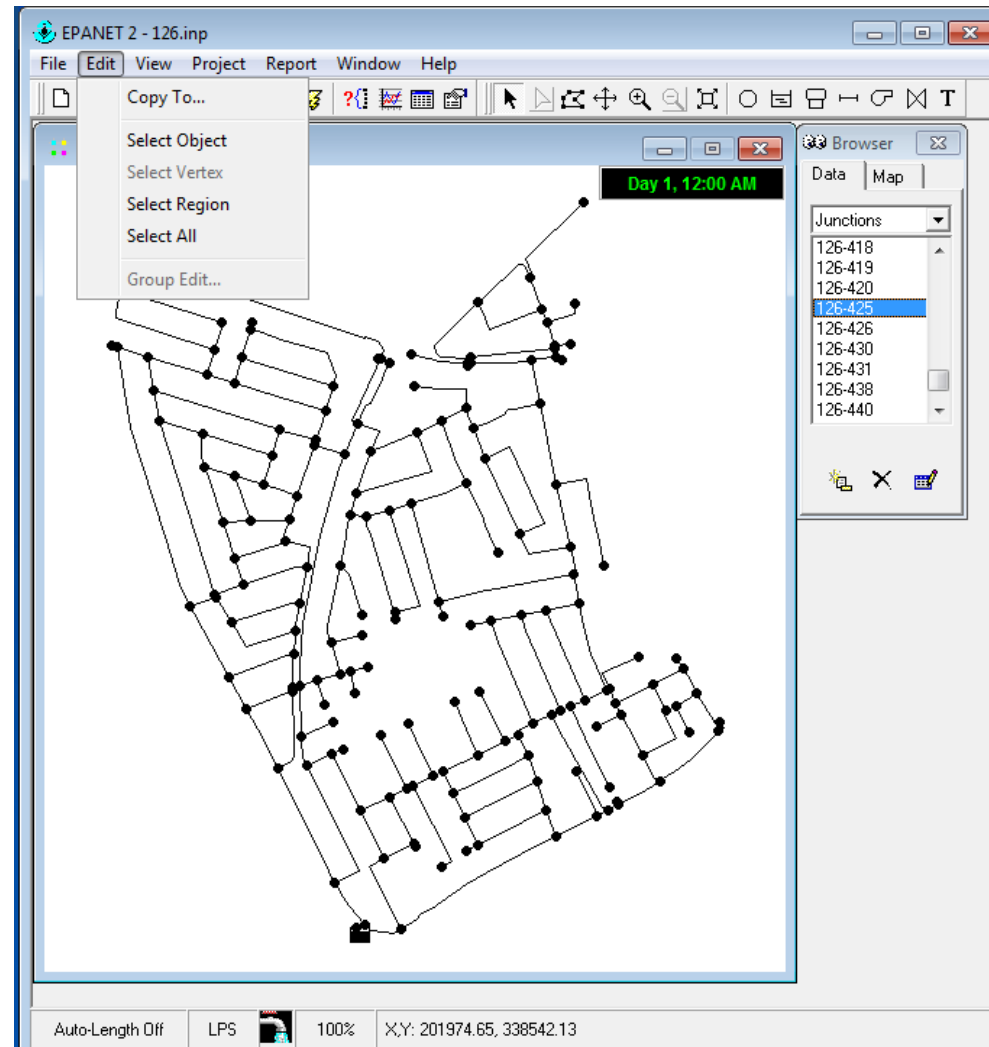 EPANET 2 - 126.inp
File Edit View Project Report Window Help
Copy To...
Select Object
Select Vertex
Select Region
Select All
Group Edit...
Day 1, 12:00 AM
Browser
Data Map
Junctions
126-418
126-419
126-420
126-425
126-426
126-430
126-431
126-438
126-440
Auto-Length Off LPS 100% X,Y: 201974.65, 338542.13